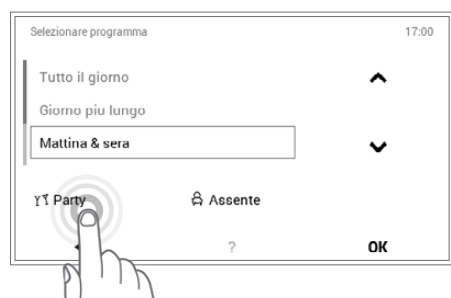 Selezionare programma 17:00
Tutto il giorno
Giorno piu lungo
Mattina & sera
Party Assente
? OK